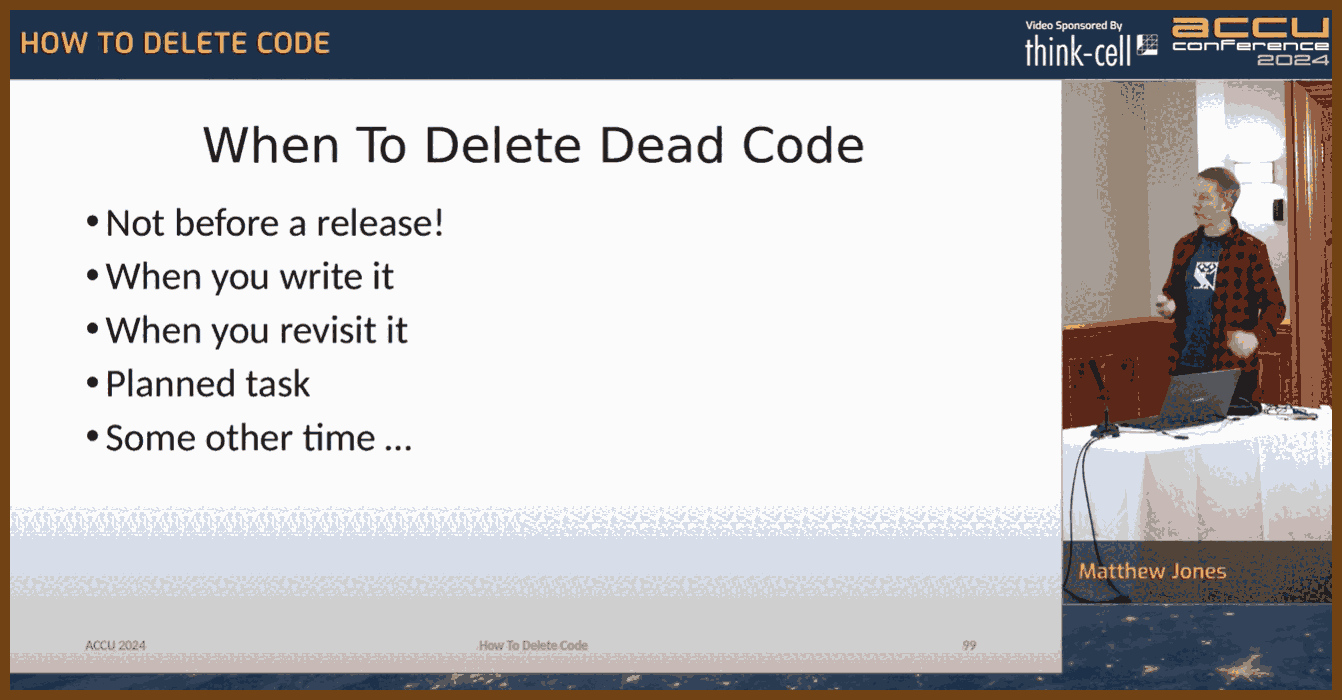 HOW TO DELETE CODE
Video Sponsored By
think-cell
accu
conference
2024
When To Delete Dead Code
• Not before a release!
• When you write it
• When you revisit it
• Planned task
• Some other time ...
Matthew Jones
ACCU 2024
How To Delete Code
99